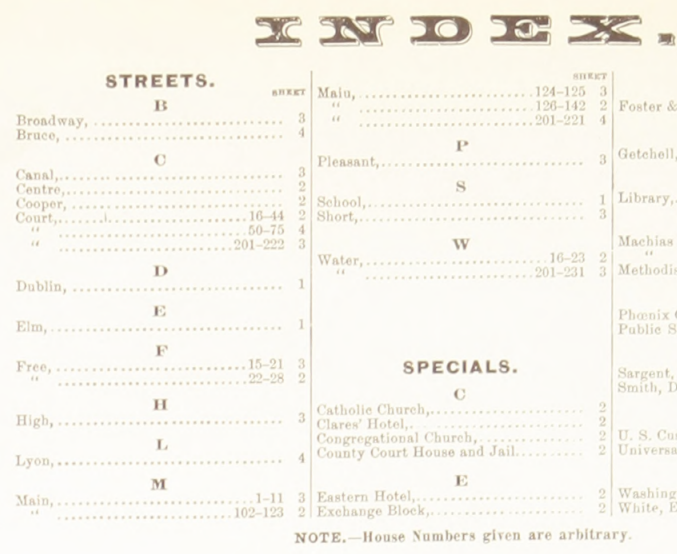 INDEX.
STREETS.
SHEET
B
Broadway, 3
Bruce, 4
C
Canal, 3
Centre, 2
Cooper, 2
Court, 16–44 2
" 50–75 4
" 201–222 3
D
Dublin, 1
E
Elm, 1
F
Free, 15–21 3
" 22–28 2
H
High, 3
L
Lyon, 4
M
Main, 1–11 3
" 102–123 2
SHEET
Main, 124–125 3
" 126–142 2
" 201–221 4
P
Pleasant, 3
S
School, 1
Short, 3
W
Water, 16–23 2
" 201–231 3
SPECIALS.
C
Catholic Church, 2
Clares' Hotel, 2
Congregational Church, 2
County Court House and Jail 2
E
Eastern Hotel, 2
Exchange Block, 2
Foster &
Getchell,
Library,
Machias
"
Methodis
Phœnix
Public S
Sargent,
Smith, D
U. S. Cu
Universa
Washing
White, E
NOTE.—House Numbers given are arbitrary.